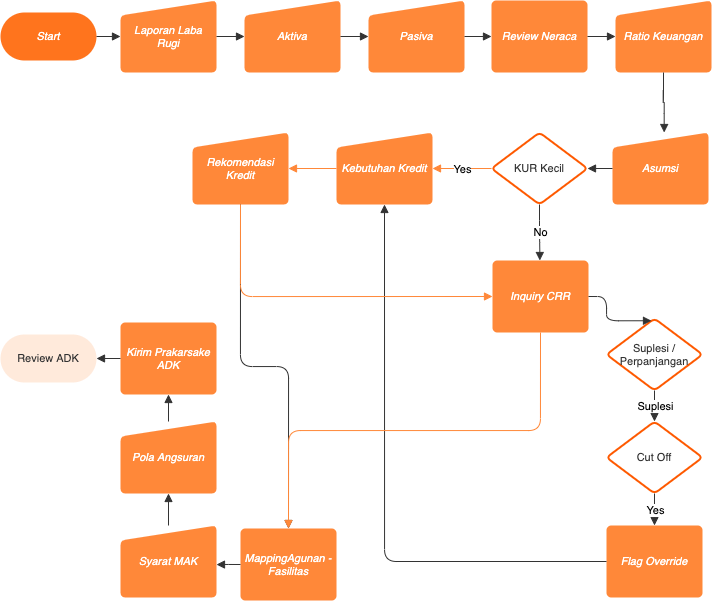 Start
Laporan Laba
Rugi
Aktiva
Pasiva
Review Neraca
Ratio Keuangan
Rekomendasi
Kredit
Kebutuhan Kredit
Yes
KUR Kecil
Asumsi
No
Inquiry CRR
Suplesi /
Perpanjangan
Suplesi
Review ADK
Kirim Prakarsake
ADK
Pola Angsuran
Cut Off
Yes
Syarat MAK
MappingAgunan -
Fasilitas
Flag Override